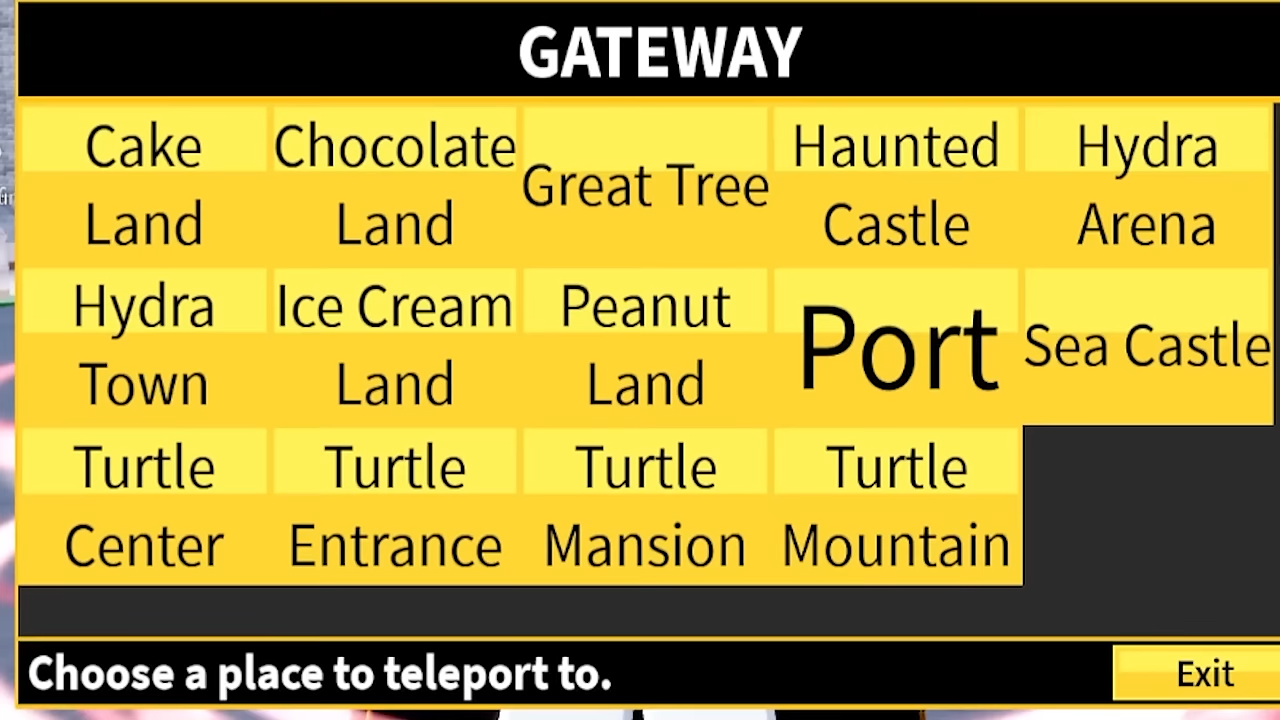 GATEWAY
Cake
Land
Chocolate
Land
Great Tree
Haunted
Castle
Hydra
Arena
Hydra
Town
Ice Cream
Land
Peanut
Land
Port
Sea Castle
Turtle
Center
Turtle
Entrance
Turtle
Mansion
Turtle
Mountain
Choose a place to teleport to.
Exit